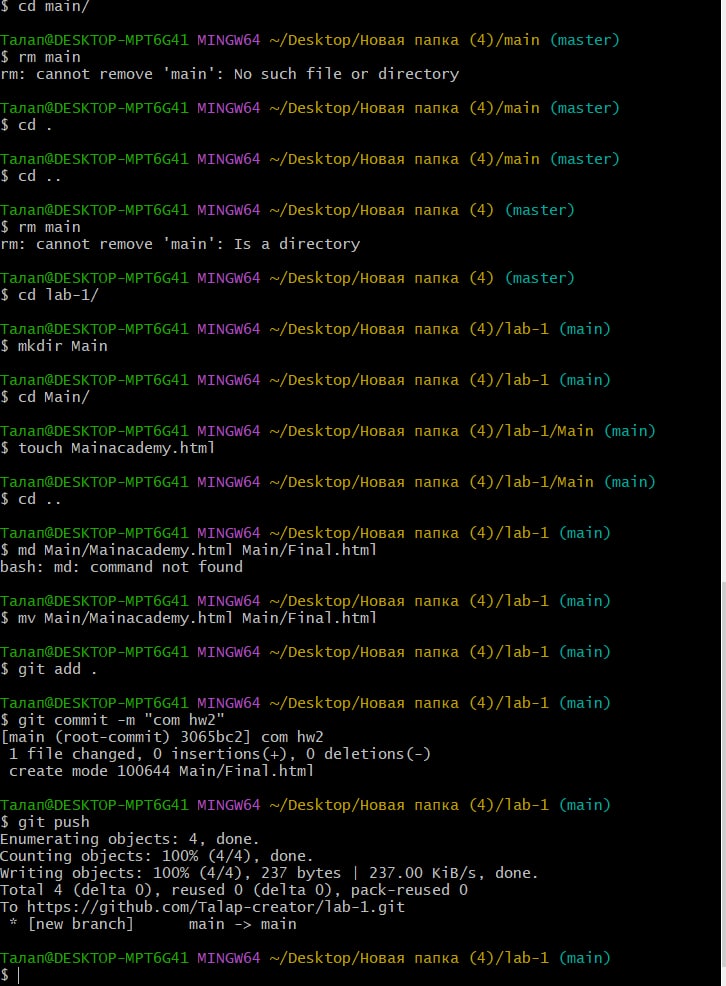 $ cd main/
Талап@DESKTOP-MPT6G41 MINGW64 ~/Desktop/Новая папка (4)/main (master)
$ rm main
rm: cannot remove 'main': No such file or directory
Талап@DESKTOP-MPT6G41 MINGW64 ~/Desktop/Новая папка (4)/main (master)
$ cd .
Талап@DESKTOP-MPT6G41 MINGW64 ~/Desktop/Новая папка (4)/main (master)
$ cd ..
Талап@DESKTOP-MPT6G41 MINGW64 ~/Desktop/Новая папка (4) (master)
$ rm main
rm: cannot remove 'main': Is a directory
Талап@DESKTOP-MPT6G41 MINGW64 ~/Desktop/Новая папка (4) (master)
$ cd lab-1/
Талап@DESKTOP-MPT6G41 MINGW64 ~/Desktop/Новая папка (4)/lab-1 (main)
$ mkdir Main
Талап@DESKTOP-MPT6G41 MINGW64 ~/Desktop/Новая папка (4)/lab-1 (main)
$ cd Main/
Талап@DESKTOP-MPT6G41 MINGW64 ~/Desktop/Новая папка (4)/lab-1/Main (main)
$ touch Mainacademy.html
Талап@DESKTOP-MPT6G41 MINGW64 ~/Desktop/Новая папка (4)/lab-1/Main (main)
$ cd ..
Талап@DESKTOP-MPT6G41 MINGW64 ~/Desktop/Новая папка (4)/lab-1 (main)
$ md Main/Mainacademy.html Main/Final.html
bash: md: command not found
Талап@DESKTOP-MPT6G41 MINGW64 ~/Desktop/Новая папка (4)/lab-1 (main)
$ mv Main/Mainacademy.html Main/Final.html
Талап@DESKTOP-MPT6G41 MINGW64 ~/Desktop/Новая папка (4)/lab-1 (main)
$ git add .
Талап@DESKTOP-MPT6G41 MINGW64 ~/Desktop/Новая папка (4)/lab-1 (main)
$ git commit -m "com hw2"
[main (root-commit) 3065bc2] com hw2
 1 file changed, 0 insertions(+), 0 deletions(-)
 create mode 100644 Main/Final.html
Талап@DESKTOP-MPT6G41 MINGW64 ~/Desktop/Новая папка (4)/lab-1 (main)
$ git push
Enumerating objects: 4, done.
Counting objects: 100% (4/4), done.
Writing objects: 100% (4/4), 237 bytes | 237.00 KiB/s, done.
Total 4 (delta 0), reused 0 (delta 0), pack-reused 0
To https://github.com/Talap-creator/lab-1.git
 * [new branch]      main -> main
Талап@DESKTOP-MPT6G41 MINGW64 ~/Desktop/Новая папка (4)/lab-1 (main)
$